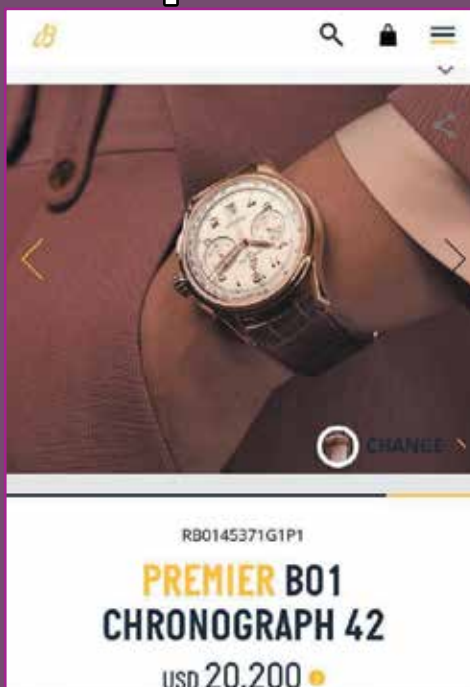 B
CHANGE
RB0145371G1P1
PREMIER B01
CHRONOGRAPH 42
USD 20,200